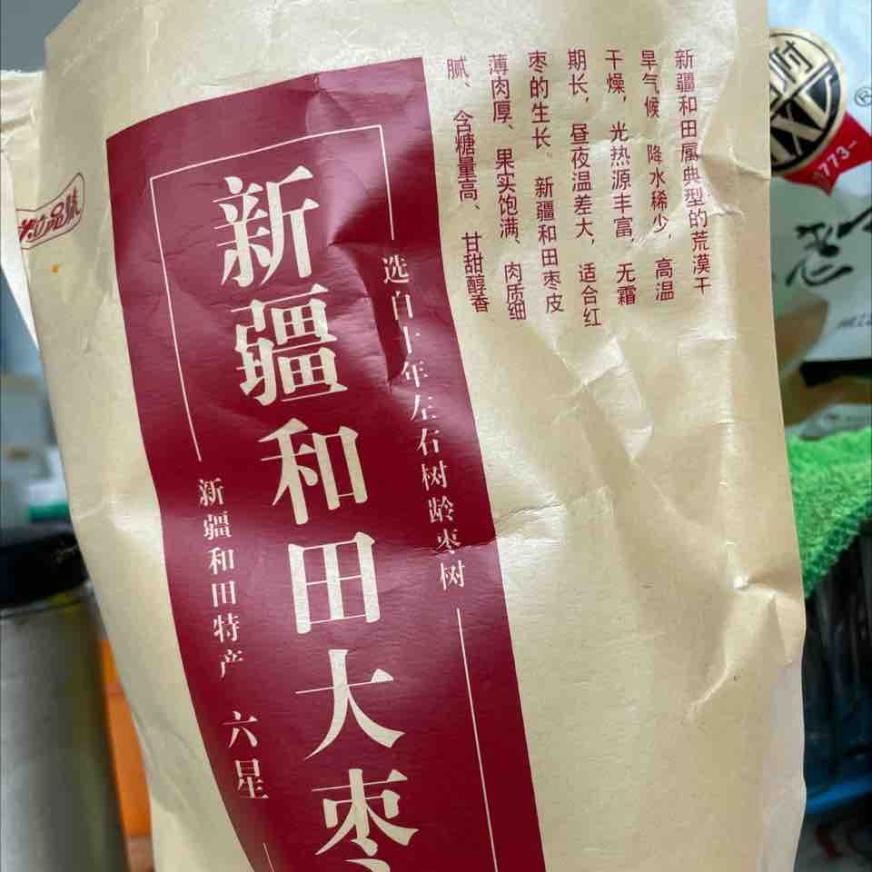 新疆和田属典型的荒漠干
旱气候 降水稀少，高温
干燥，光热源丰富，无霜
期长，昼夜温差大，适合红
枣的生长。新疆和田枣皮
薄肉厚、果实饱满、肉质细
腻、含糖量高、甘甜醇香
选自十年左右树龄枣树
新疆和田大枣
新疆和田特产 六星
品味
1773-